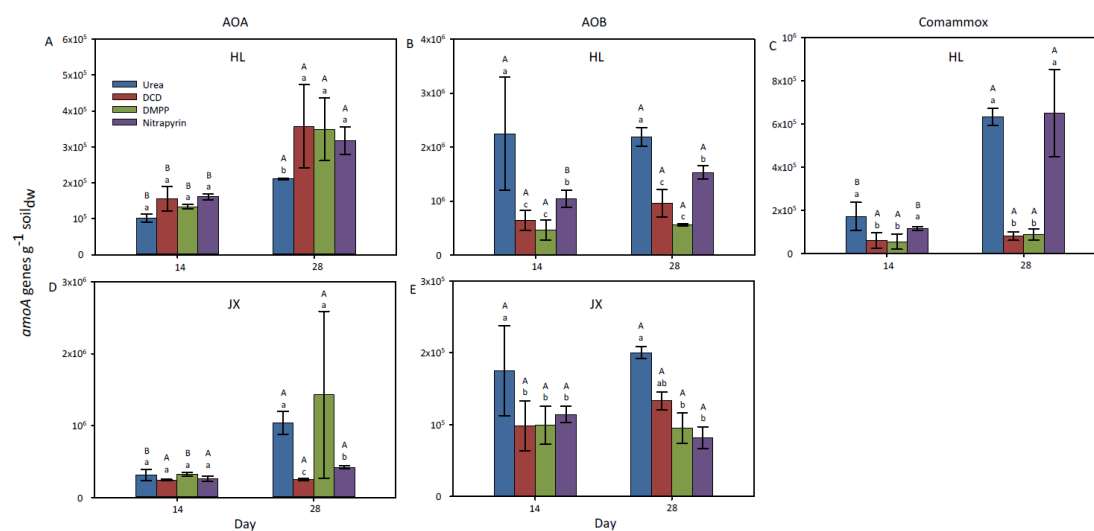 AOA
AOB
Comammox
amoA genes g⁻¹ soil_dw
A
HL
6x10⁵
5x10⁵
4x10⁵
3x10⁵
2x10⁵
10⁵
0
Urea
DCD
DMPP
Nitrapyrin
B
a
B
a
B
a
B
a
A
b
A
a
A
a
A
a
14
28
B
HL
4x10⁶
3x10⁶
2x10⁶
10⁶
0
A
a
A
c
A
c
B
b
A
a
A
c
A
c
A
b
14
28
C
HL
10⁶
8x10⁵
6x10⁵
4x10⁵
2x10⁵
0
A
a
A
b
A
b
B
a
A
a
A
b
A
b
A
a
14
28
D
JX
3x10⁶
2x10⁶
10⁶
0
B
a
A
a
B
a
A
a
A
a
A
c
A
a
A
b
14
28
Day
E
JX
3x10⁵
2x10⁵
10⁵
0
A
a
A
b
A
b
A
b
A
a
A
ab
A
b
A
b
14
28
Day